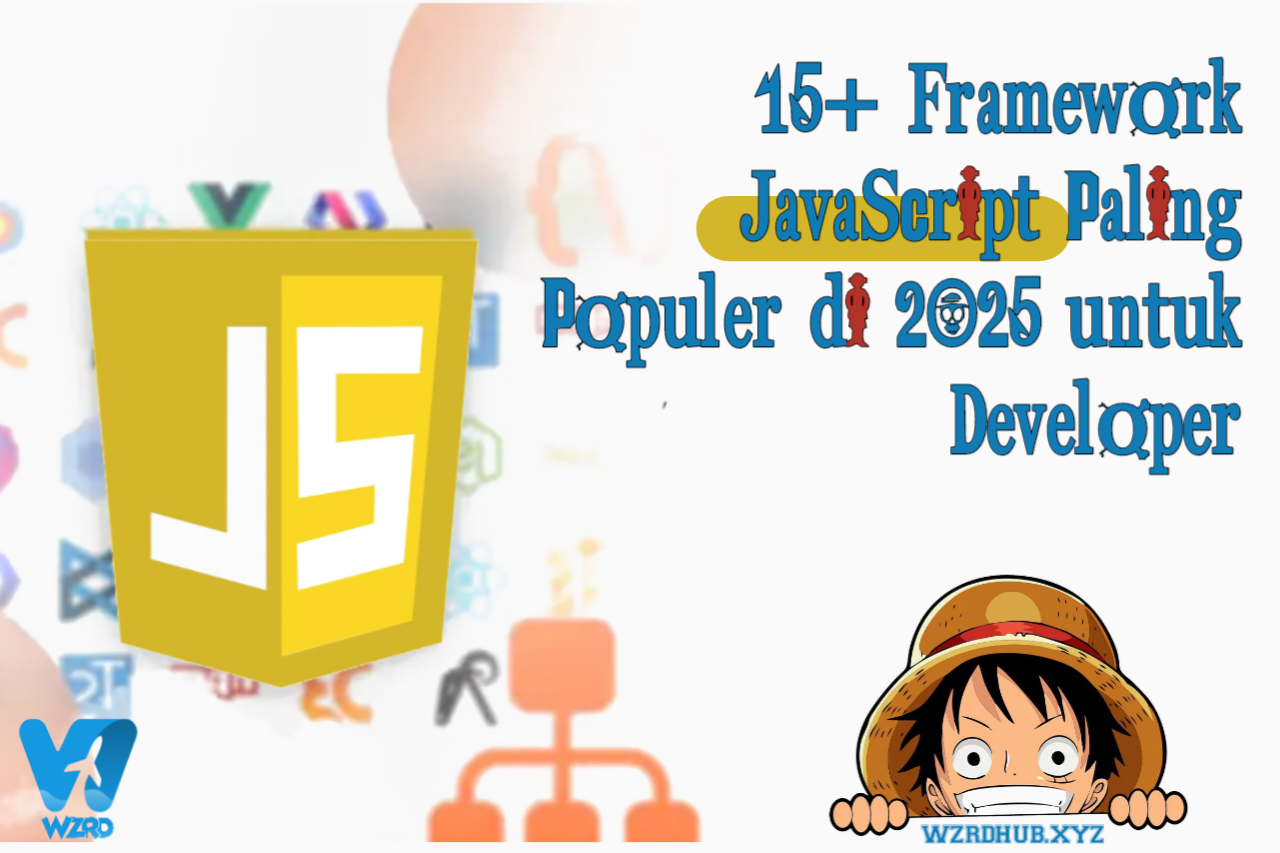 15+ Framework
JavaScript Paling
Populer di 2025 untuk
Developer
JS
WZRD
WZRDHUB.XYZ